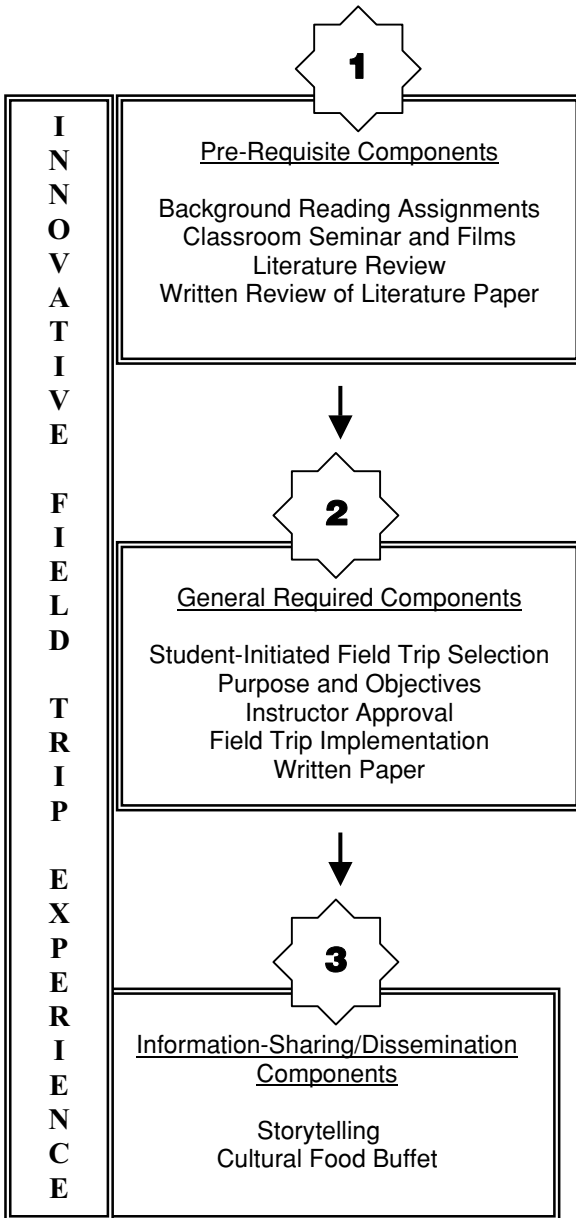 INNOVATIVE FIELD TRIP EXPERIENCE
1
Pre-Requisite Components
Background Reading Assignments
Classroom Seminar and Films
Literature Review
Written Review of Literature Paper
2
General Required Components
Student-Initiated Field Trip Selection
Purpose and Objectives
Instructor Approval
Field Trip Implementation
Written Paper
3
Information-Sharing/Dissemination
Components
Storytelling
Cultural Food Buffet